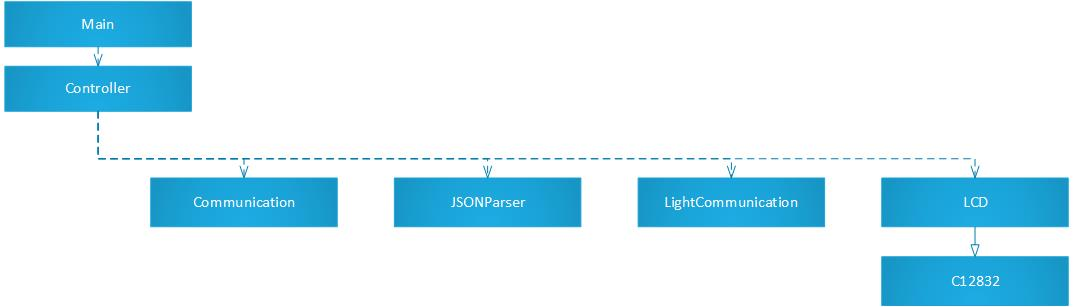 Main
Controller
Communication
JSONParser
LightCommunication
LCD
C12832